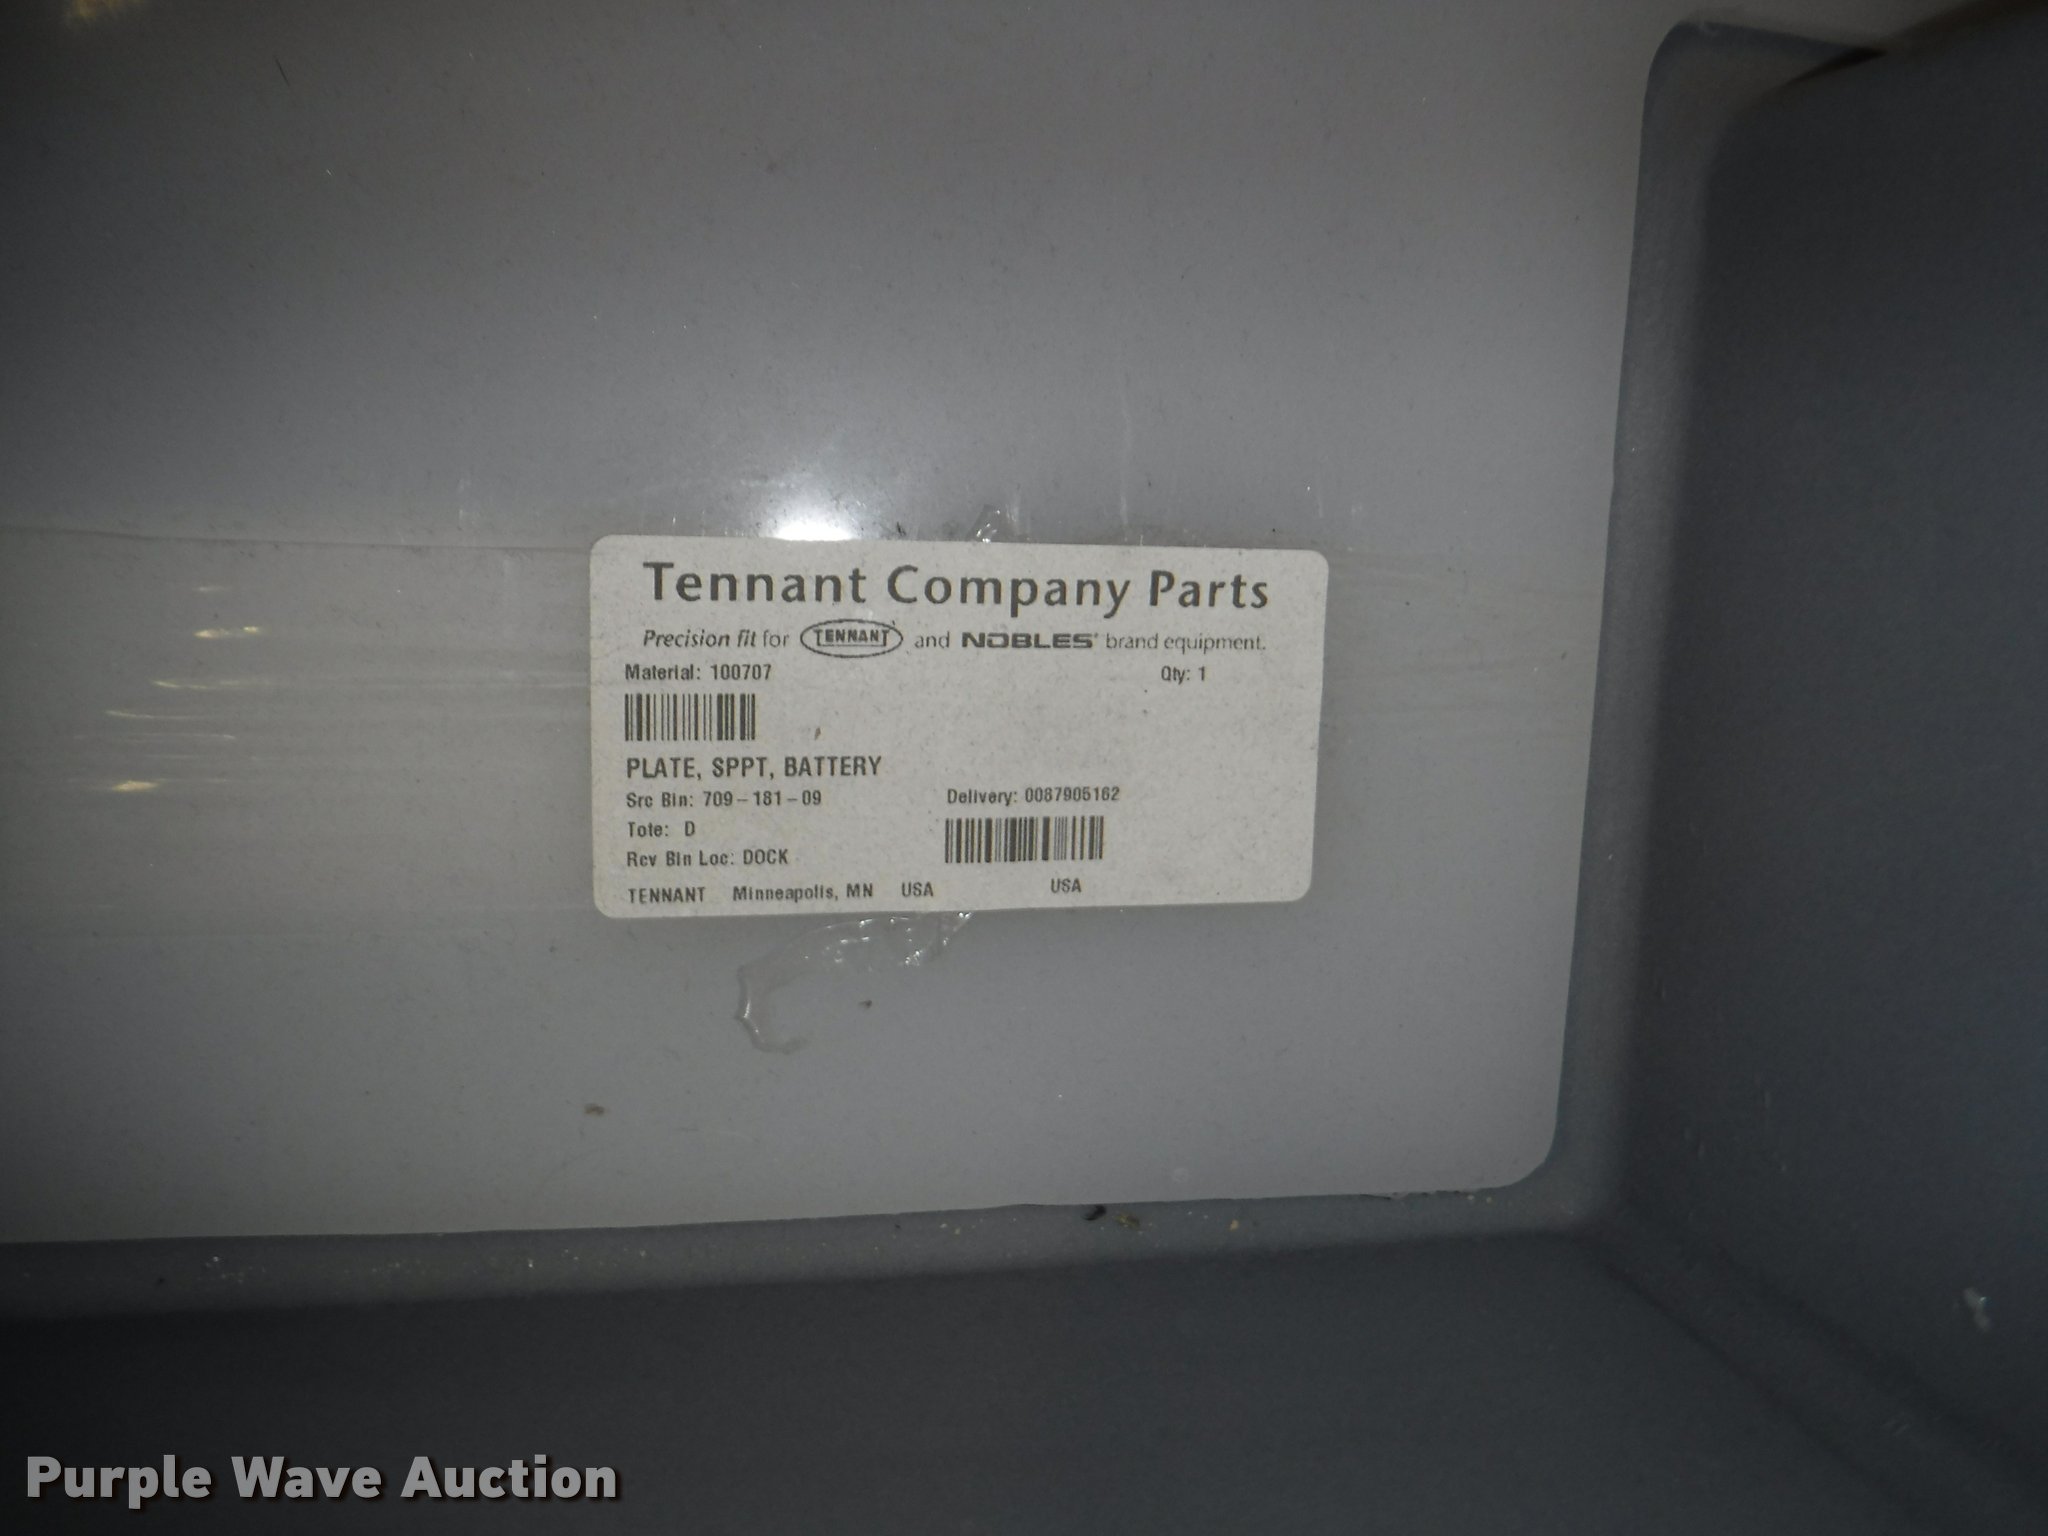 Tennant Company Parts
Precision fit for TENNANT and NOBLES® brand equipment.
Material: 100707 Qty: 1
PLATE, SPPT, BATTERY
Src Bin: 709-181-09 Delivery: 0087905162
Tote: D
Rcv Bin Loc: DOCK
TENNANT Minneapolis, MN USA USA
Purple Wave Auction